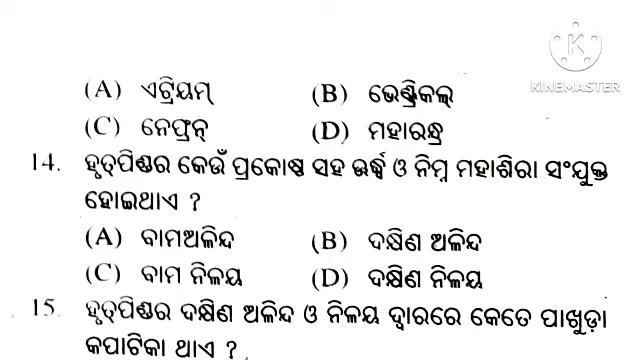 K
KINEMASTER
(A) ଏଟ୍ରିୟମ୍ (B) ଭେଣ୍ଟ୍ରିକଲ୍
(C) ନେଫ୍ରନ୍ (D) ମହାରନ୍ଧ୍ର
14. ହୃତ୍‌ପିଣ୍ଡର କେଉଁ ପ୍ରକୋଷ୍ଠ ସହ ଊର୍ଦ୍ଧ୍ୱ ଓ ନିମ୍ନ ମହାଶିରା ସଂଯୁକ୍ତ
ହୋଇଥାଏ ?
(A) ବାମଅଳିନ୍ଦ (B) ଦକ୍ଷିଣ ଅଳିନ୍ଦ
(C) ବାମ ନିଳୟ (D) ଦକ୍ଷିଣ ନିଳୟ
15. ହୃତ୍‌ପିଣ୍ଡର ଦକ୍ଷିଣ ଅଳିନ୍ଦ ଓ ନିଳୟ ଦ୍ୱାରରେ କେତେ ପାଖୁଡ଼ା
କପାଟିକା ଥାଏ ?